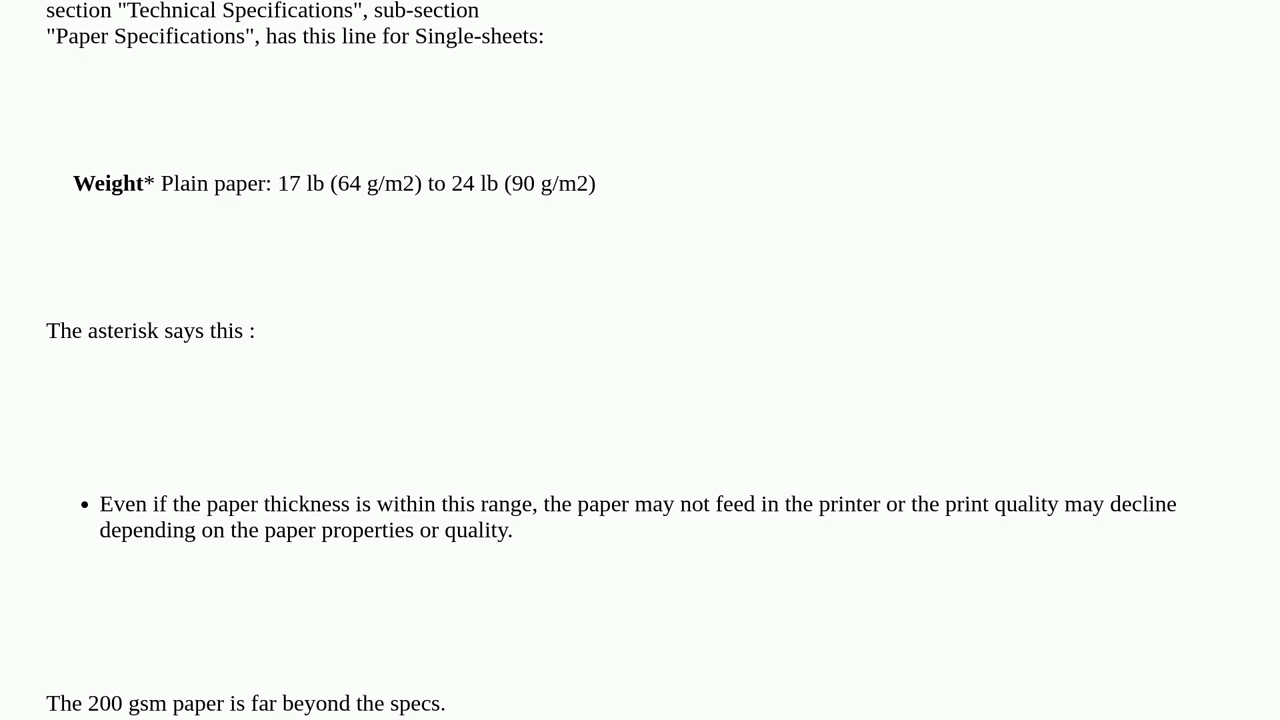 section "Technical Specifications", sub-section
"Paper Specifications", has this line for Single-sheets:
Weight* Plain paper: 17 lb (64 g/m2) to 24 lb (90 g/m2)
The asterisk says this :
• Even if the paper thickness is within this range, the paper may not feed in the printer or the print quality may decline
depending on the paper properties or quality.
The 200 gsm paper is far beyond the specs.